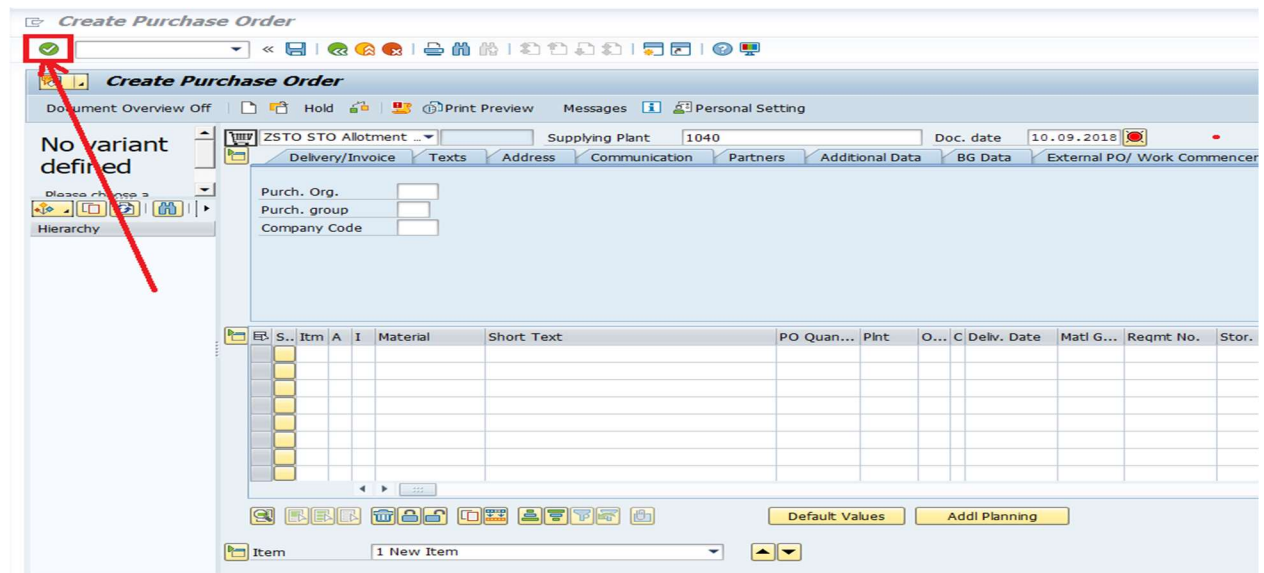 Create Purchase Order
Create Purchase Order
Document Overview Off Hold Print Preview Messages Personal Setting
No variant
defined
Please choose a
Hierarchy
ZSTO STO Allotment ... Supplying Plant 1040 Doc. date 10.09.2018
Delivery/Invoice Texts Address Communication Partners Additional Data BG Data External PO/ Work Commencer
Purch. Org.
Purch. group
Company Code
S.. Itm A I Material Short Text PO Quan... Plnt O... C Deliv. Date Matl G... Reqmt No. Stor.
Default Values Addl Planning
Item 1 New Item